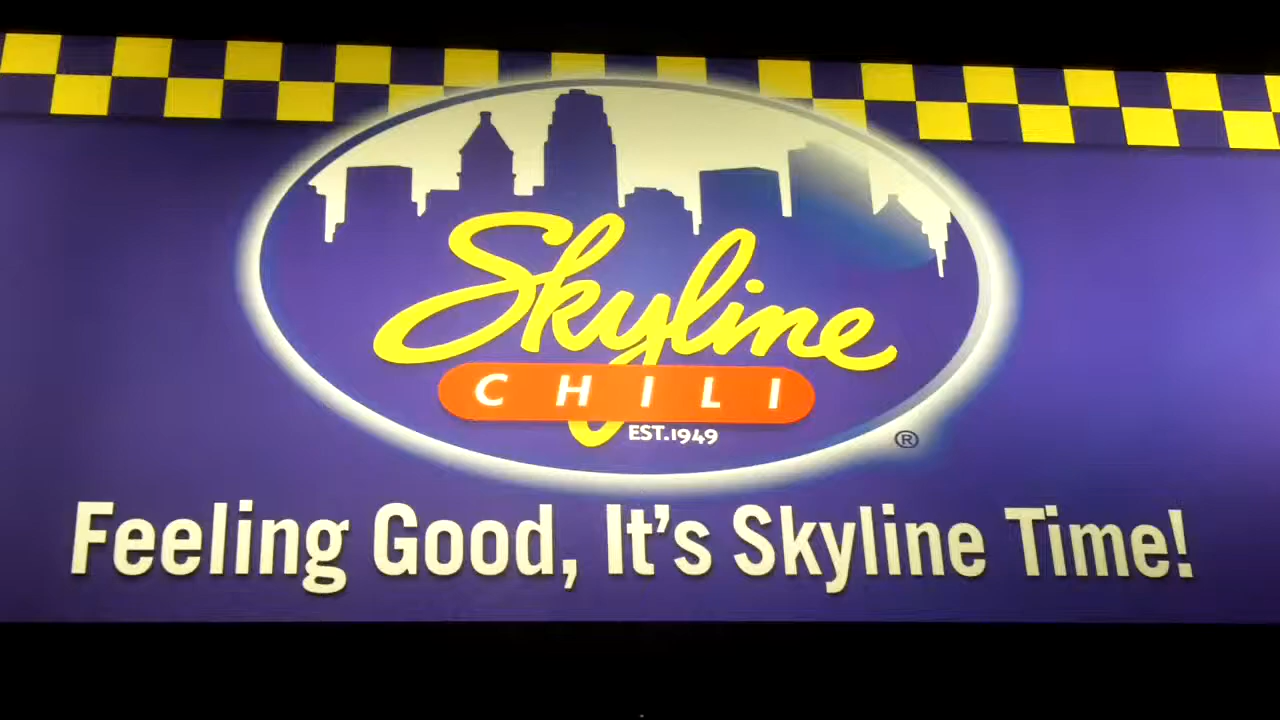 Skyline
CHILI
EST.1949
®
Feeling Good, It's Skyline Time!